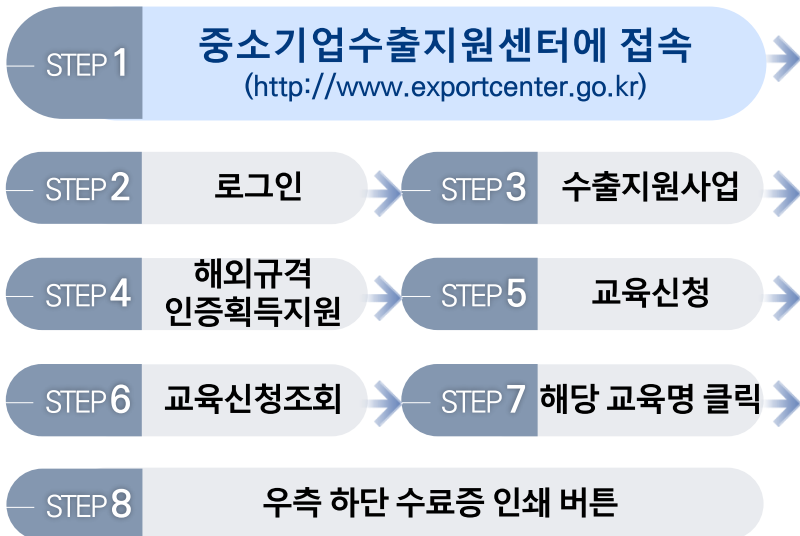 STEP 1
중소기업수출지원센터에 접속
(http://www.exportcenter.go.kr)
STEP 2
로그인
STEP 3
수출지원사업
STEP 4
해외규격
인증획득지원
STEP 5
교육신청
STEP 6
교육신청조회
STEP 7
해당 교육명 클릭
STEP 8
우측 하단 수료증 인쇄 버튼